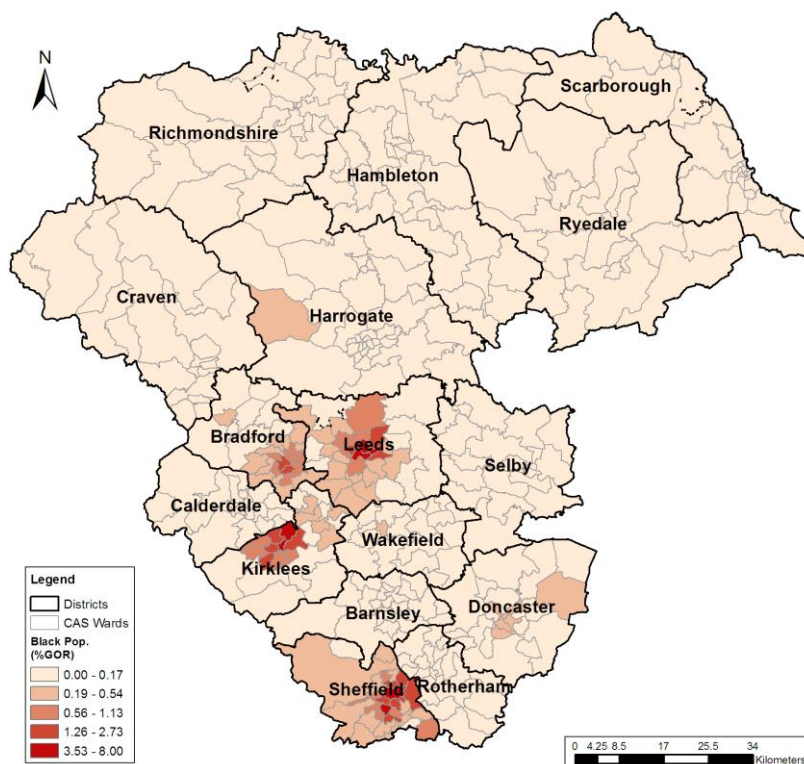 N
Scarborough
Richmondshire
Hambleton
Ryedale
Craven
Harrogate
Bradford
Leeds
Selby
Calderdale
Wakefield
Kirklees
Barnsley
Doncaster
Sheffield
Rotherham
Legend
Districts
CAS Wards
Black Pop.
(%GOR)
0.00 - 0.17
0.19 - 0.54
0.56 - 1.13
1.26 - 2.73
3.53 - 8.00
0 4.25 8.5 17 25.5 34
Kilometers